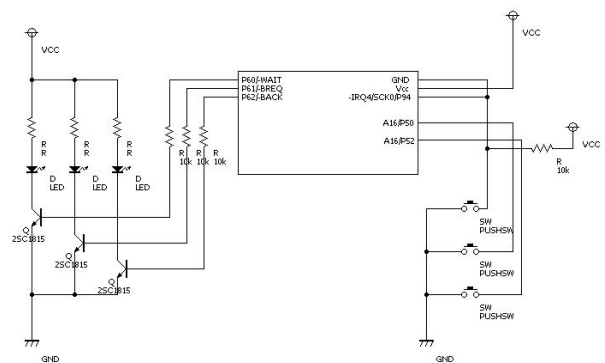 VCC
VCC
P60/-WAIT
P61/-BREQ
P62/-BACK
GND
Vcc
-IRQ4/SCK0/P94
A16/P50
A16/P52
VCC
R
R
R
R
R
R
R
10k
R
10k
R
10k
R
10k
D
LED
D
LED
D
LED
Q
2SC1815
Q
2SC1815
Q
2SC1815
SW
PUSHSW
SW
PUSHSW
SW
PUSHSW
GND
GND